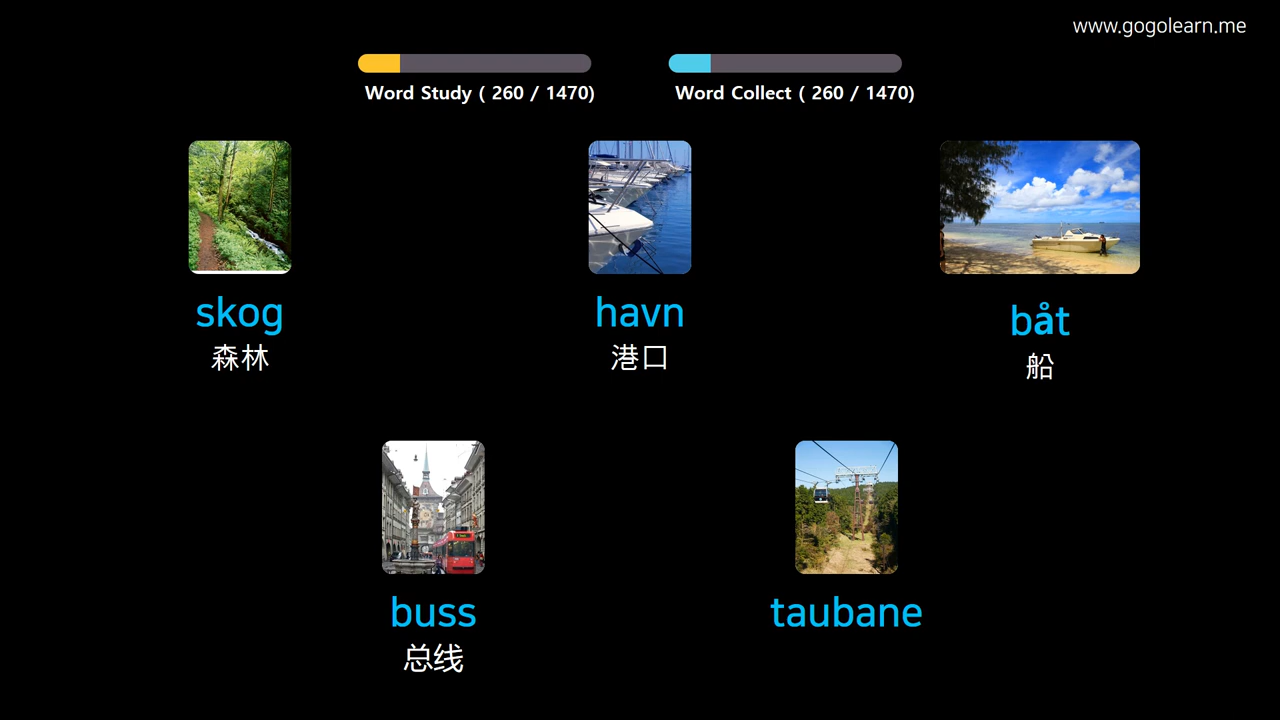 www.gogolearn.me
Word Study ( 260 / 1470)
Word Collect ( 260 / 1470)
skog
森林
havn
港口
båt
船
buss
总线
taubane